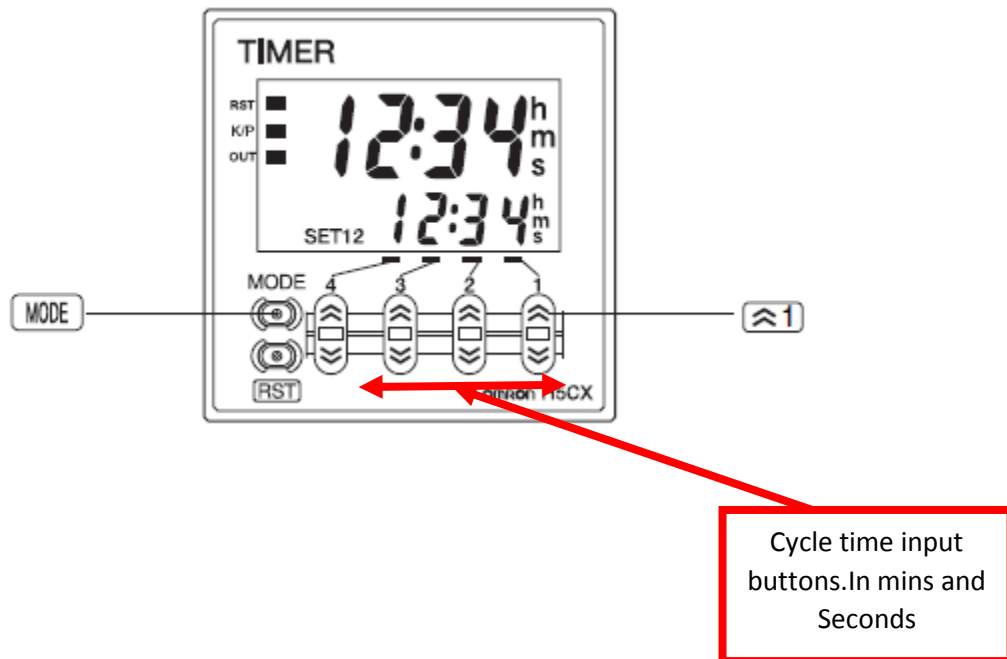 TIMER
RST
K/P
OUT
12:34 h m s
SET12 12:34 h m s
MODE 4 3 2 1
MODE
1
RST
omron H5CX
Cycle time input
buttons.In mins and
Seconds